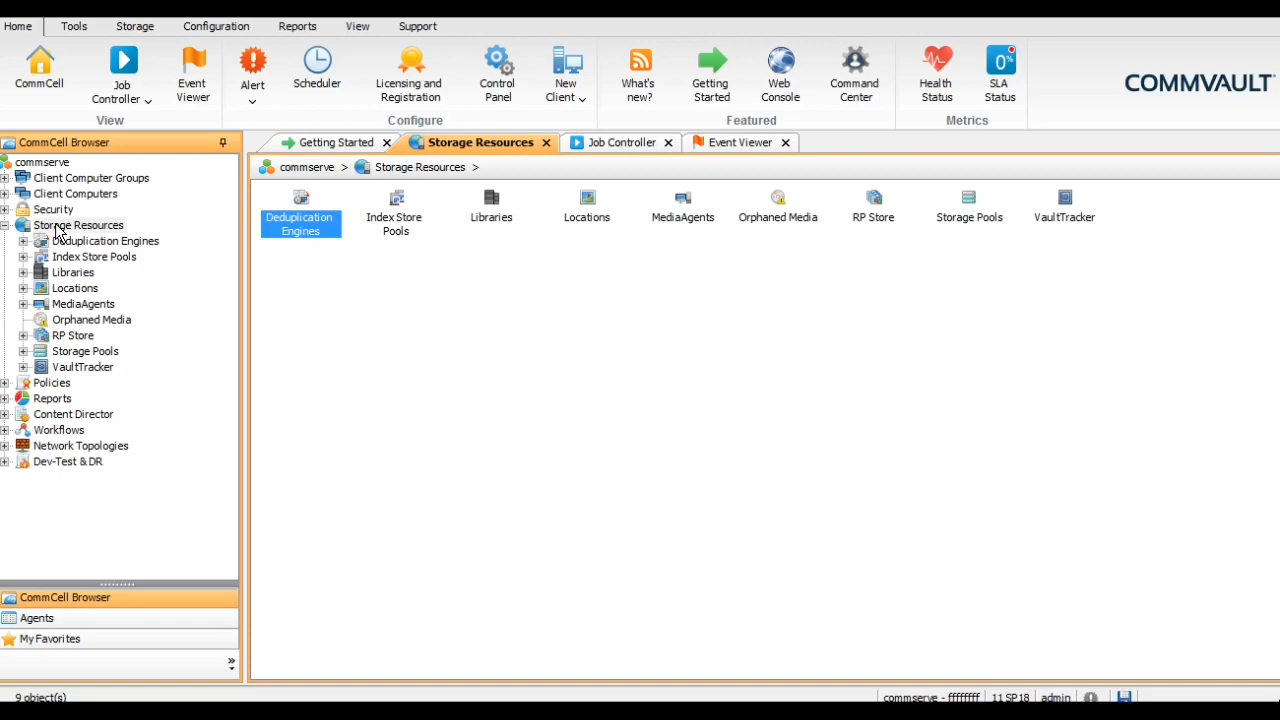 Home Tools Storage Configuration Reports View Support
CommCell Job Controller Event Viewer Alert Scheduler Licensing and Registration Control Panel New Client What's new? Getting Started Web Console Command Center Health Status SLA Status
0%
COMMVAULT
View Configure Featured Metrics
CommCell Browser
Getting Started Storage Resources Job Controller Event Viewer
commserve > Storage Resources >
commserve
Client Computer Groups
Client Computers
Security
Storage Resources
Deduplication Engines
Index Store Pools
Libraries
Locations
MediaAgents
Orphaned Media
RP Store
Storage Pools
VaultTracker
Policies
Reports
Content Director
Workflows
Network Topologies
Dev-Test & DR
Deduplication Engines Index Store Pools Libraries Locations MediaAgents Orphaned Media RP Store Storage Pools VaultTracker
CommCell Browser
Agents
My Favorites
»
9 object(s)
commserve - ffffffff 11 SP18 admin